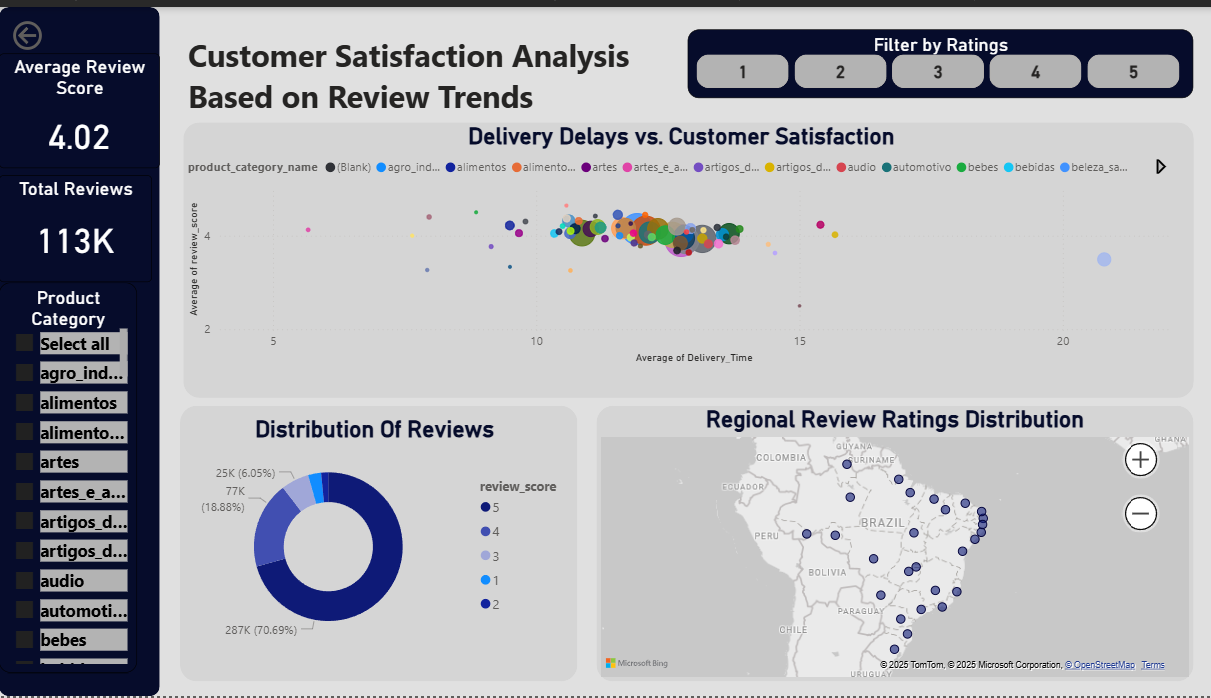 Average Review
Score
4.02
Total Reviews
113K
Product
Category
Select all
agro_ind...
alimentos
alimento...
artes
artes_e_a...
artigos_d...
artigos_d...
audio
automoti...
bebes
Customer Satisfaction Analysis
Based on Review Trends
Filter by Ratings
1 2 3 4 5
Delivery Delays vs. Customer Satisfaction
product_category_name (Blank) agro_ind... alimentos alimento... artes artes_e_a... artigos_d... artigos_d... audio automotivo bebes bebidas beleza_sa...
Average of review_score
4
2
5 10 15 20
Average of Delivery_Time
Distribution Of Reviews
25K (6.05%)
77K
(18.88%)
287K (70.69%)
review_score
5
4
3
1
2
Regional Review Ratings Distribution
GUYANA
GHANA
COLOMBIA
SURINAME
ECUADOR
BRAZIL
PERU
BOLIVIA
PARAGUAY
CHILE
URUGUAY
Microsoft Bing
© 2025 TomTom, © 2025 Microsoft Corporation, © OpenStreetMap Terms